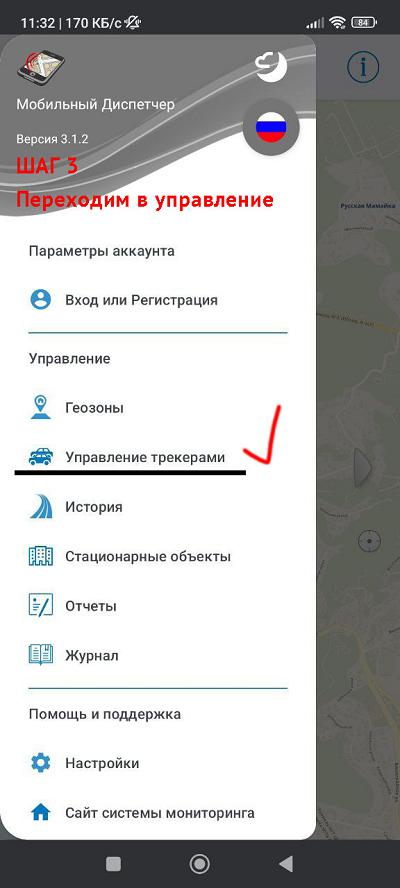 11:32 | 170 КБ/с
84
Мобильный Диспетчер
Версия 3.1.2
ШАГ 3
Переходим в управление
Русская Мамайка
Параметры аккаунта
Вход или Регистрация
Управление
Геозоны
Управление трекерами
История
Стационарные объекты
Отчеты
Журнал
Помощь и поддержка
Настройки
Сайт системы мониторинга